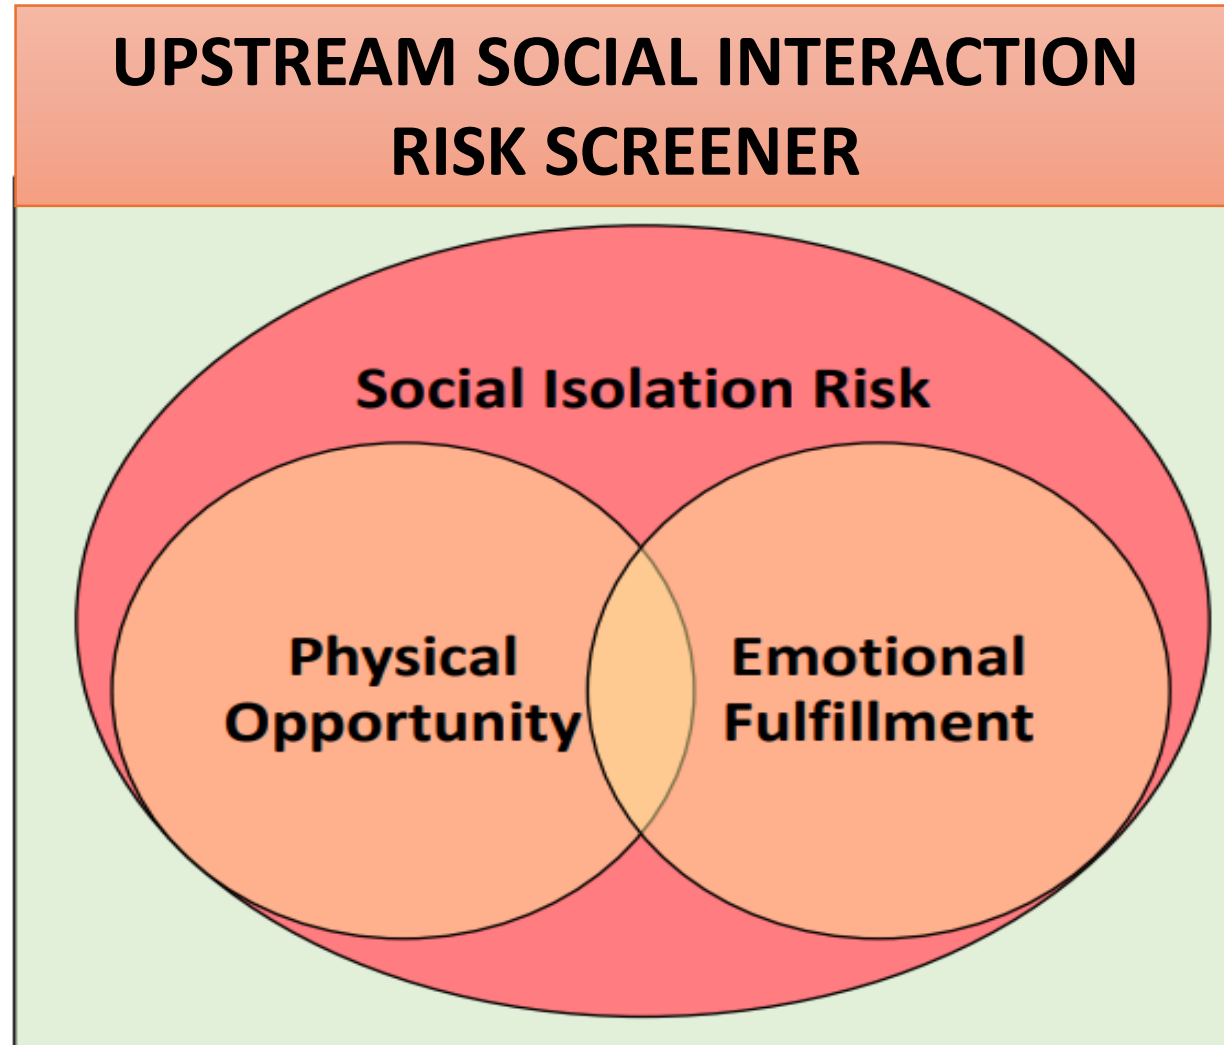 UPSTREAM SOCIAL INTERACTION
RISK SCREENER
Social Isolation Risk
Physical
Opportunity
Emotional
Fulfillment